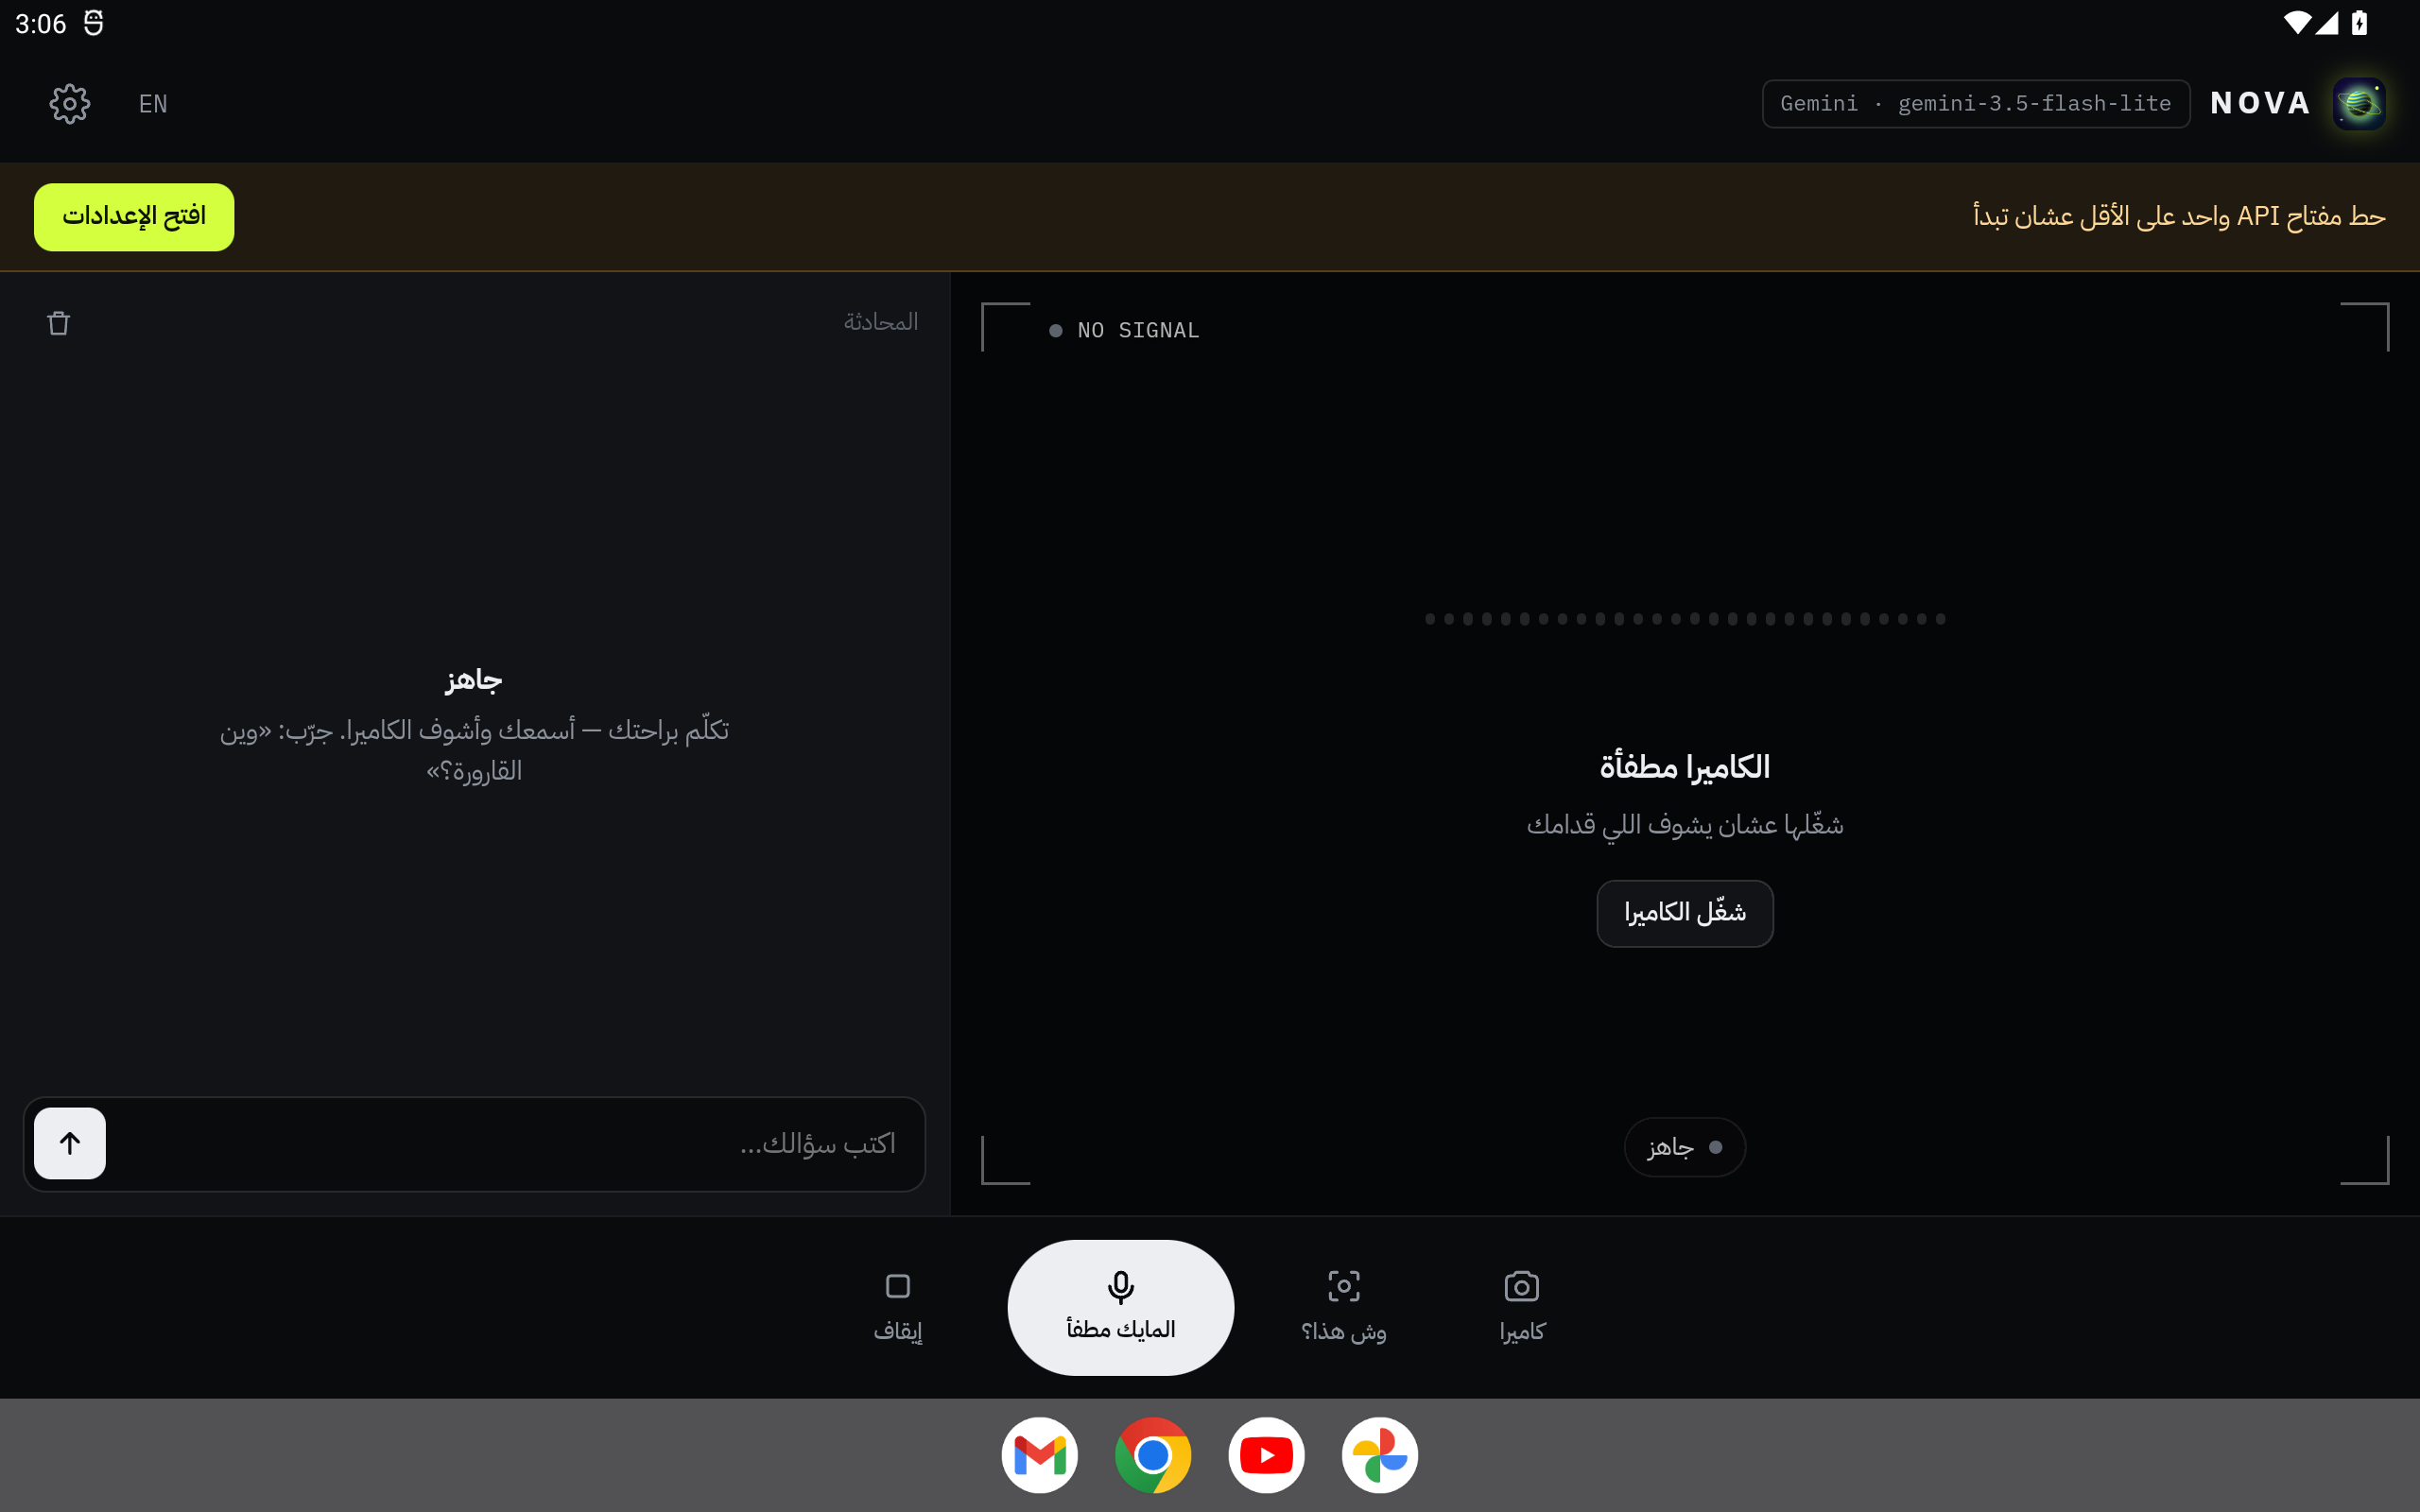 3:06
NOVA
Gemini · gemini-3.5-flash-lite
EN
حط مفتاح API واحد على الأقل عشان تبدأ
افتح الإعدادات
NO SIGNAL
الكاميرا مطفأة
شغّلها عشان يشوف اللي قدامك
شغّل الكاميرا
جاهز
المحادثة
جاهز
تكلّم براحتك — أسمعك وأشوف الكاميرا. جرّب: «وين
القارورة؟»
اكتب سؤالك...
كاميرا
وش هذا؟
المايك مطفأ
إيقاف